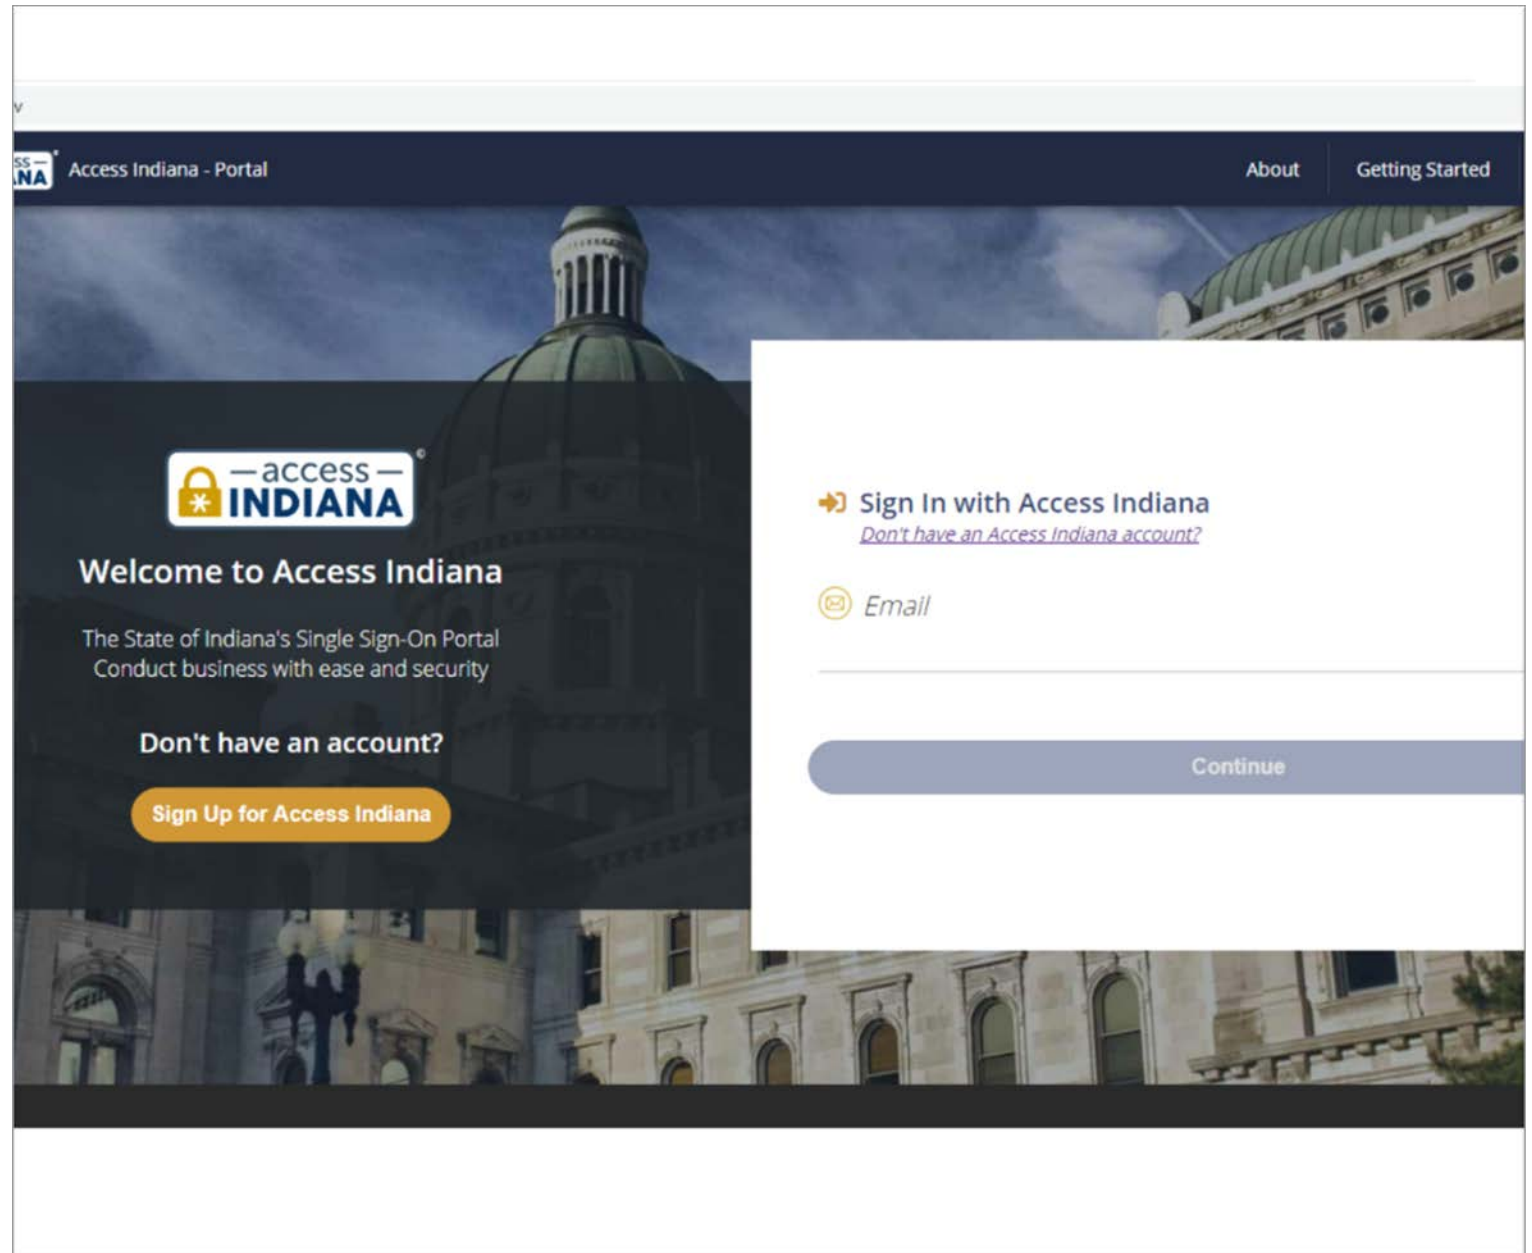 v
SS
NA
Access Indiana - Portal
About
Getting Started
access
INDIANA
©
Welcome to Access Indiana
The State of Indiana's Single Sign-On Portal
Conduct business with ease and security
Don't have an account?
Sign Up for Access Indiana
Sign In with Access Indiana
Don't have an Access Indiana account?
Email
Continue